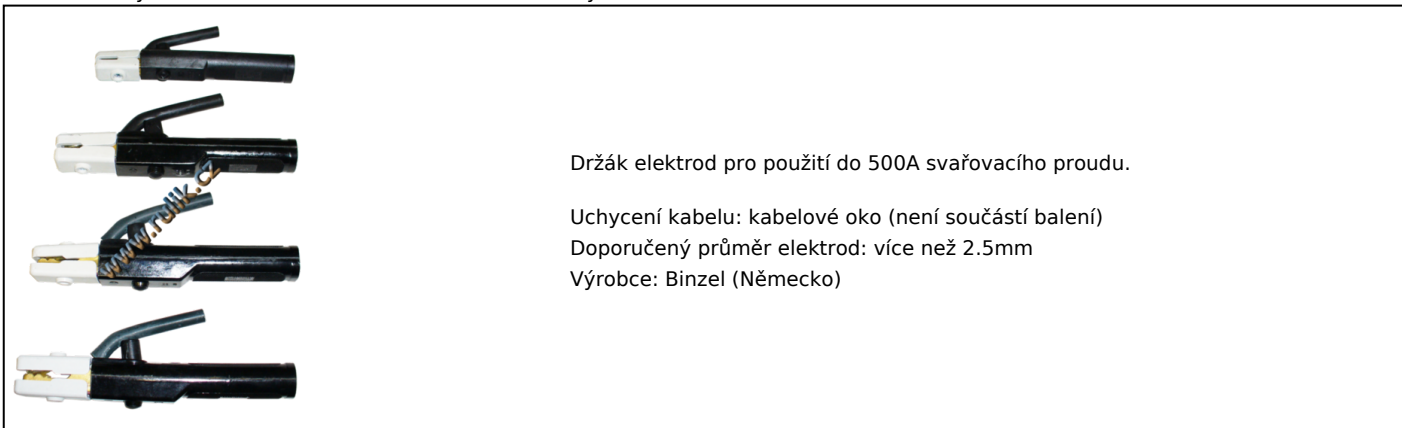 www.rulik.cz
Držák elektrod pro použití do 500A svařovacího proudu.
Uchycení kabelu: kabelové oko (není součástí balení)
Doporučený průměr elektrod: více než 2.5mm
Výrobce: Binzel (Německo)